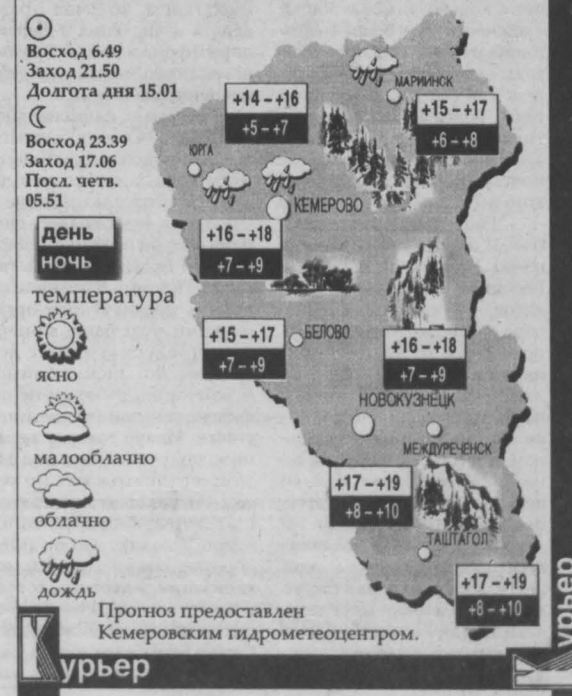 Восход 6.49
Заход 21.50
Долгота дня 15.01
Восход 23.39
Заход 17.06
Посл. четв.
05.51
день
ночь
температура
ясно
малооблачно
облачно
дождь
МАРИИНСК
+14 – +16
+5 – +7
+15 – +17
+6 – +8
ЮРГА
КЕМЕРОВО
+16 – +18
+7 – +9
+15 – +17
+7 – +9
БЕЛОВО
+16 – +18
+7 – +9
НОВОКУЗНЕЦК
МЕЖДУРЕЧЕНСК
+17 – +19
+8 – +10
ТАШТАГОЛ
+17 – +19
+8 – +10
Прогноз предоставлен
Кемеровским гидрометеоцентром.
Курьер
Курьер